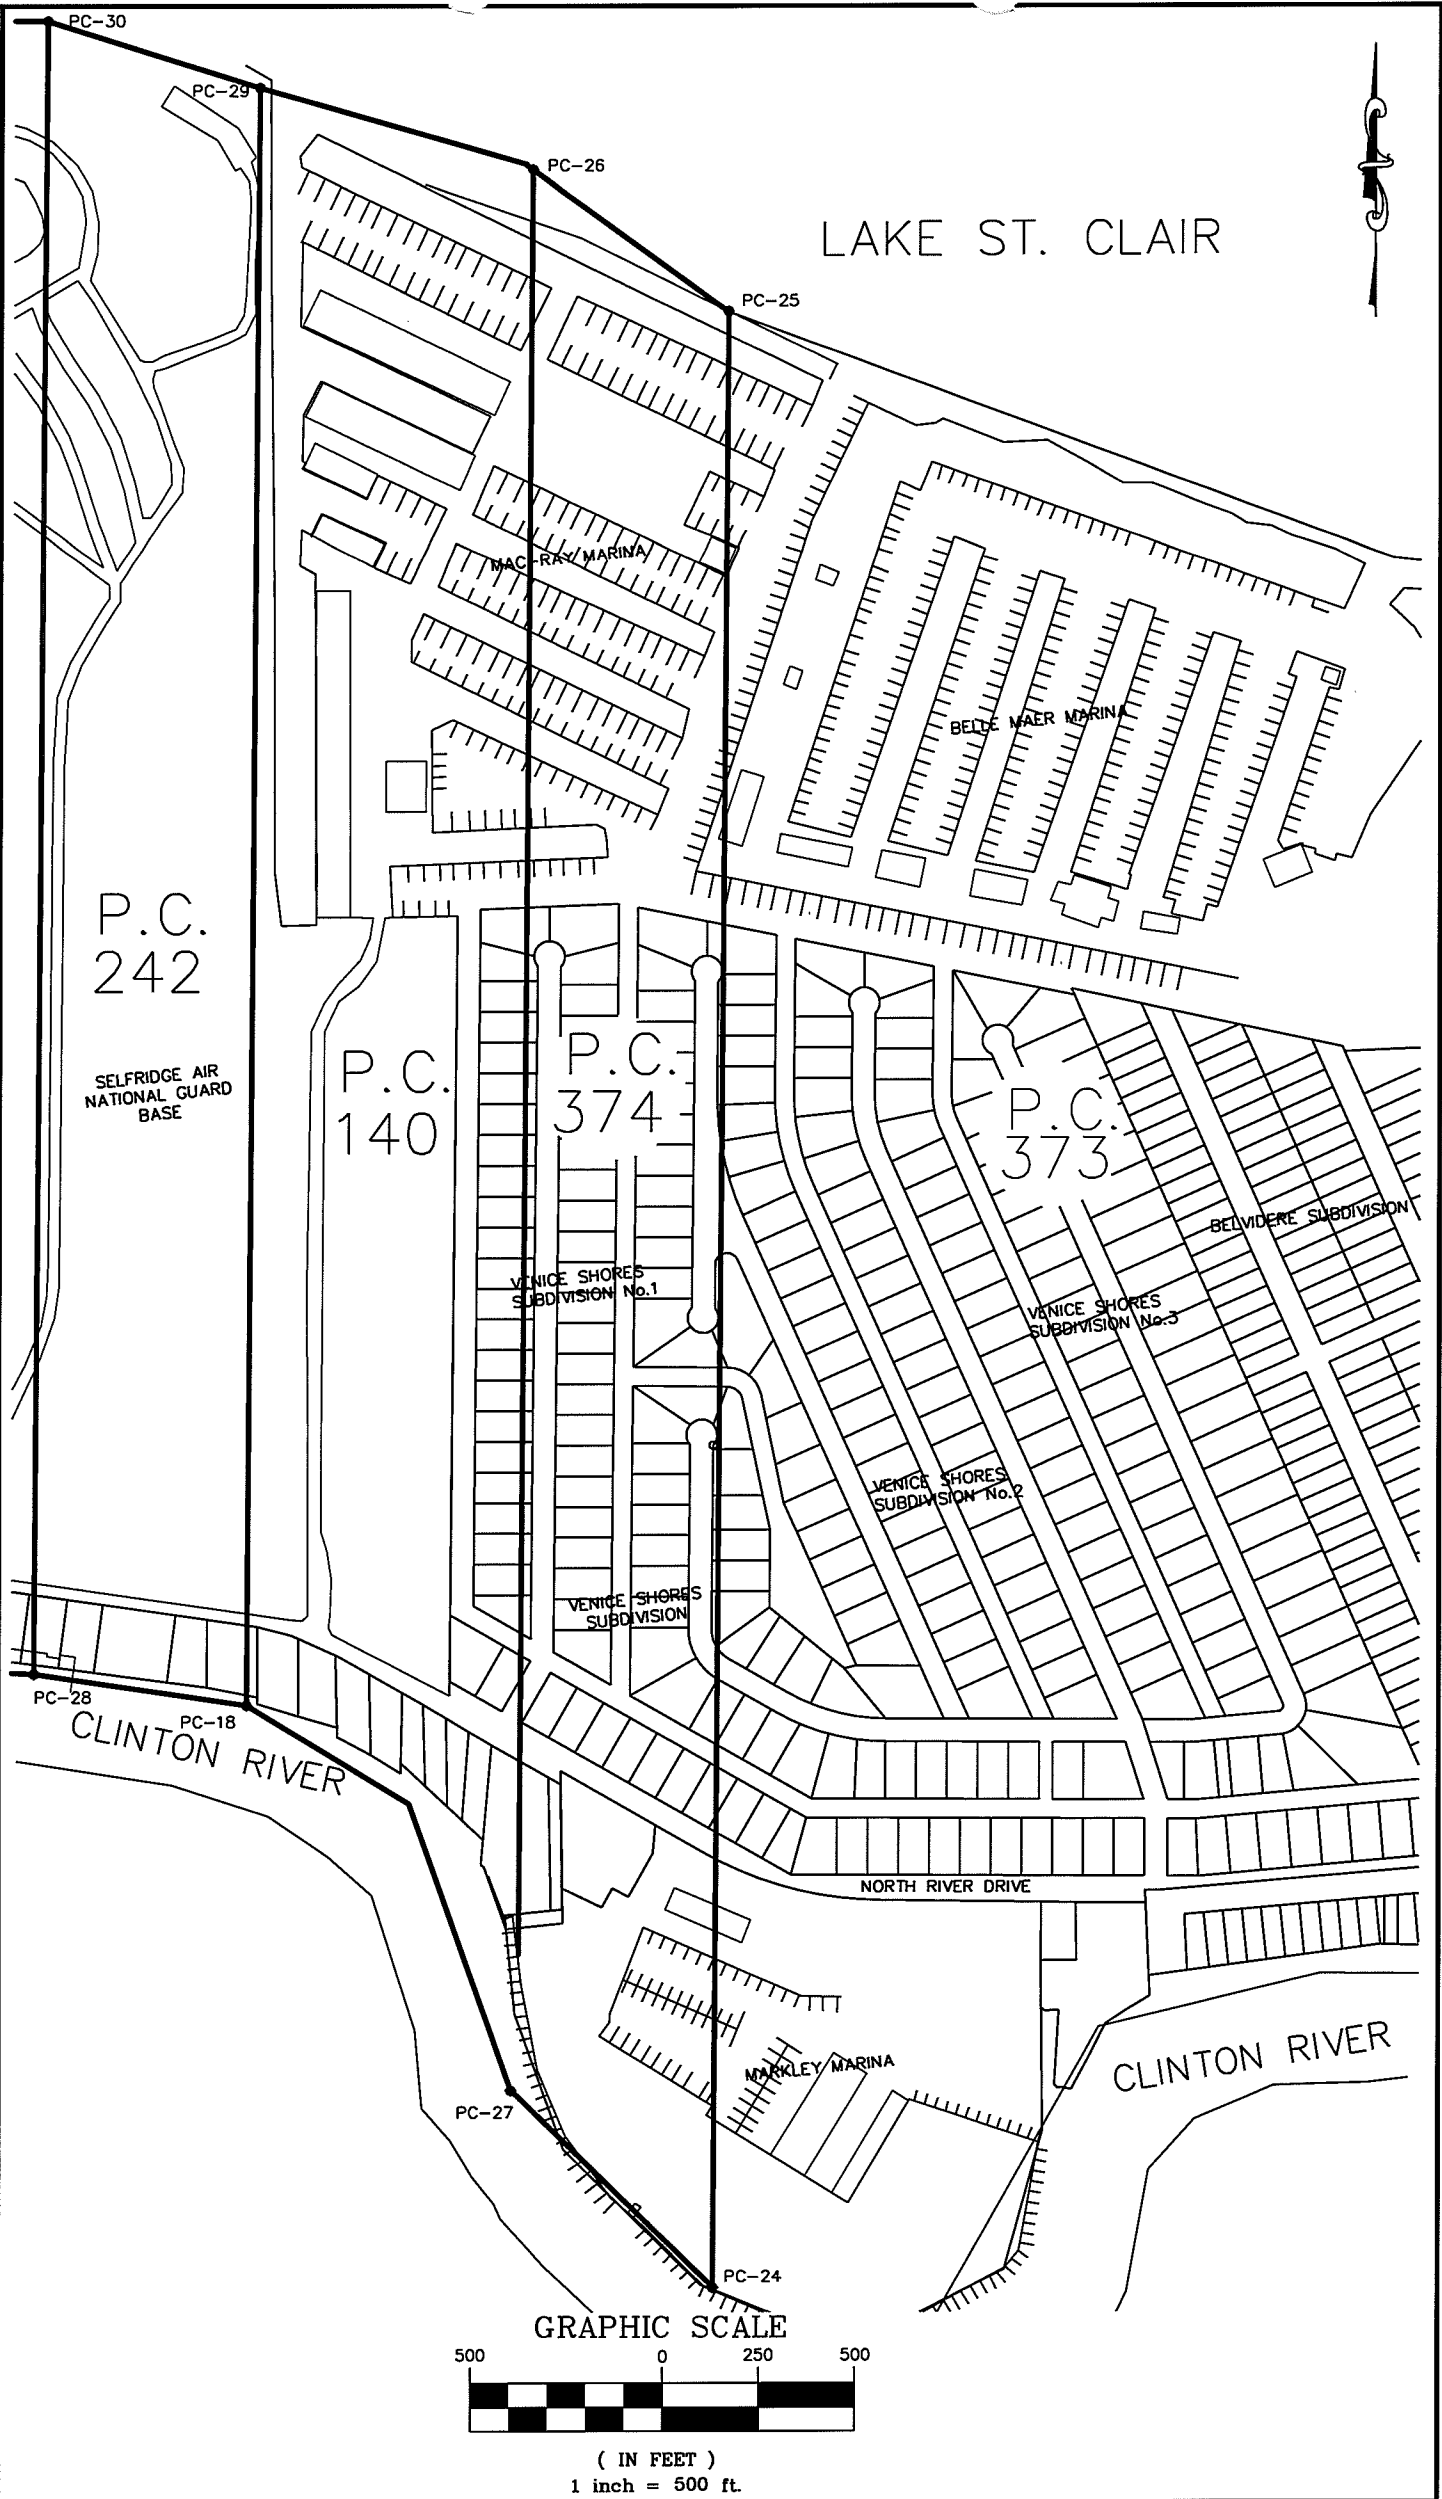 PC-30
PC-29
PC-26
LAKE ST. CLAIR
PC-25
MAC-RAY MARINA
BELLE MAER MARINA
P.C.
242
SELFRIDGE AIR
NATIONAL GUARD
BASE
P.C.
140
P.C.
374
P.C.
373
BELVIDERE SUBDIVISION
VENICE SHORES
SUBDIVISION No.1
VENICE SHORES
SUBDIVISION No.3
VENICE SHORES
SUBDIVISION No.2
VENICE SHORES
SUBDIVISION
PC-28
PC-18
CLINTON RIVER
NORTH RIVER DRIVE
MARKLEY MARINA
CLINTON RIVER
PC-27
PC-24
GRAPHIC SCALE
500 0 250 500
( IN FEET )
1 inch = 500 ft.